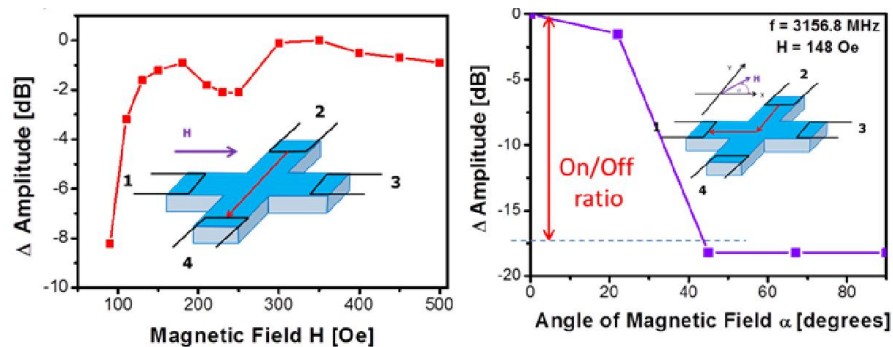 0
-2
-4
-6
-8
-10
Δ Amplitude [dB]
H
2
1
3
4
100
200
300
400
500
Magnetic Field H [Oe]
0
-5
-10
-15
-20
Δ Amplitude [dB]
f = 3156.8 MHz
H = 148 Oe
Y
H
X
2
1
3
4
On/Off
ratio
0
20
40
60
80
Angle of Magnetic Field α [degrees]